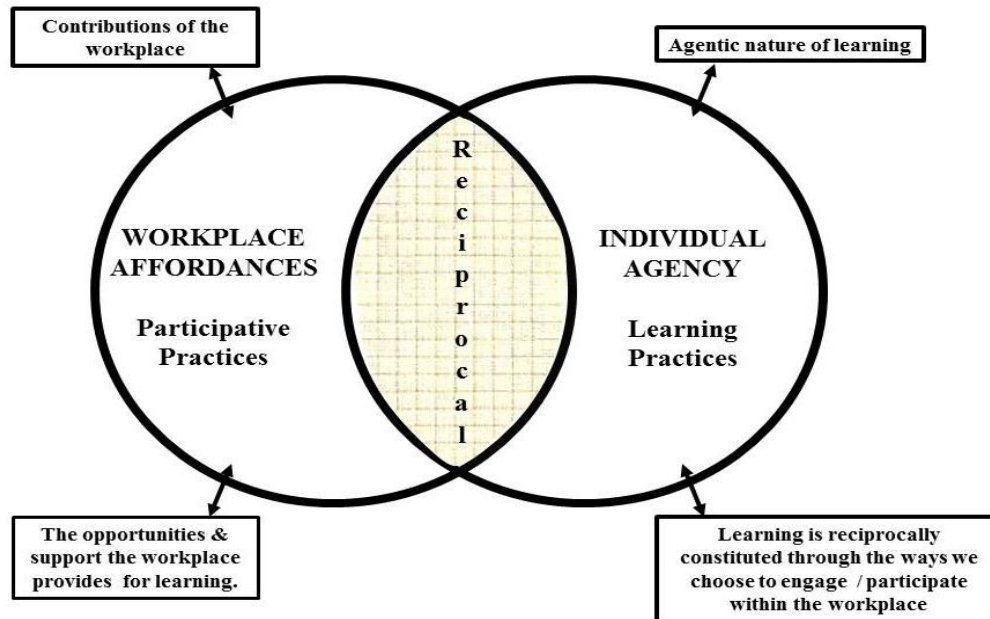 Contributions of the
workplace
Agentic nature of learning
WORKPLACE
AFFORDANCES
Participative
Practices
Reciprocal
INDIVIDUAL
AGENCY
Learning
Practices
The opportunities &
support the workplace
provides for learning.
Learning is reciprocally
constituted through the ways we
choose to engage / participate
within the workplace